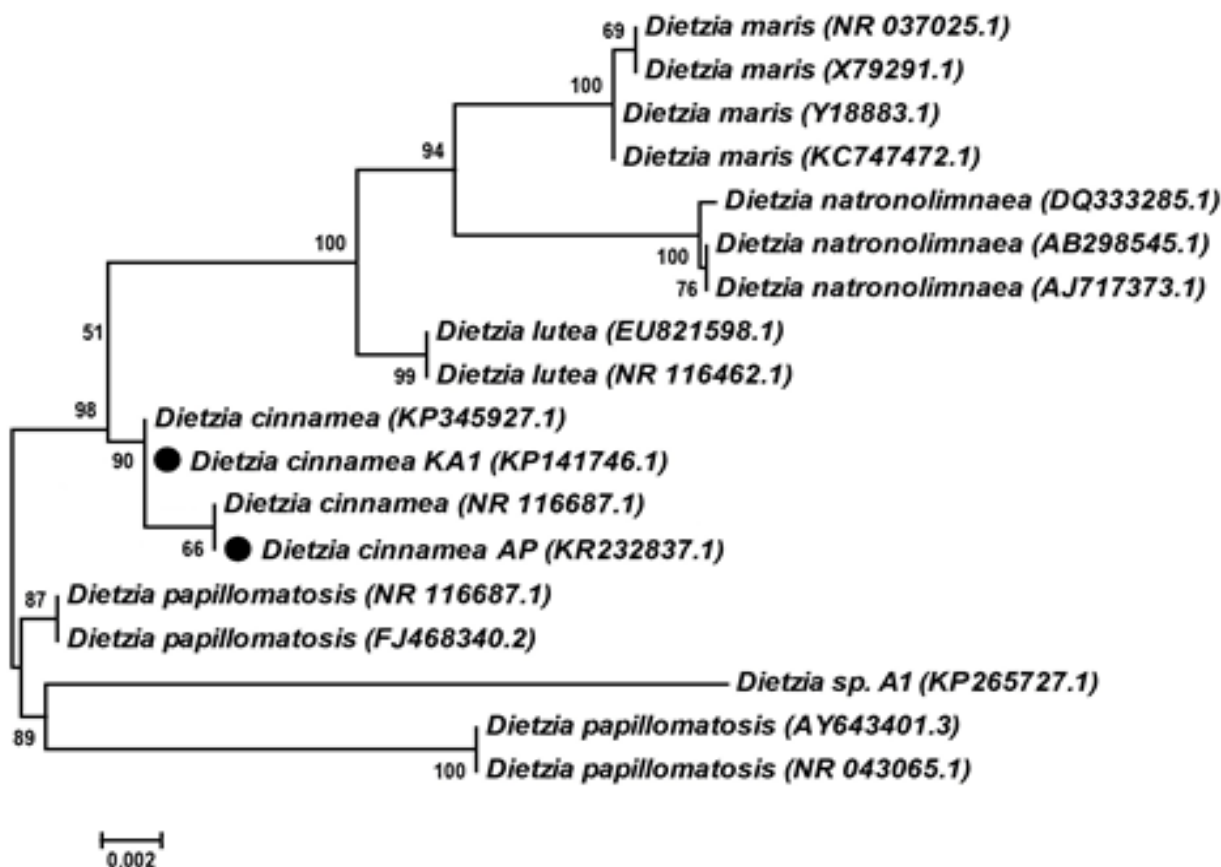 69
Dietzia maris (NR 037025.1)
Dietzia maris (X79291.1)
100
Dietzia maris (Y18883.1)
94
Dietzia maris (KC747472.1)
Dietzia natronolimnaea (DQ333285.1)
100
Dietzia natronolimnaea (AB298545.1)
100
76
Dietzia natronolimnaea (AJ717373.1)
51
Dietzia lutea (EU821598.1)
99
Dietzia lutea (NR 116462.1)
98
Dietzia cinnamea (KP345927.1)
90
Dietzia cinnamea KA1 (KP141746.1)
Dietzia cinnamea (NR 116687.1)
66
Dietzia cinnamea AP (KR232837.1)
87
Dietzia papillomatosis (NR 116687.1)
Dietzia papillomatosis (FJ468340.2)
Dietzia sp. A1 (KP265727.1)
89
Dietzia papillomatosis (AY643401.3)
100
Dietzia papillomatosis (NR 043065.1)
0.002